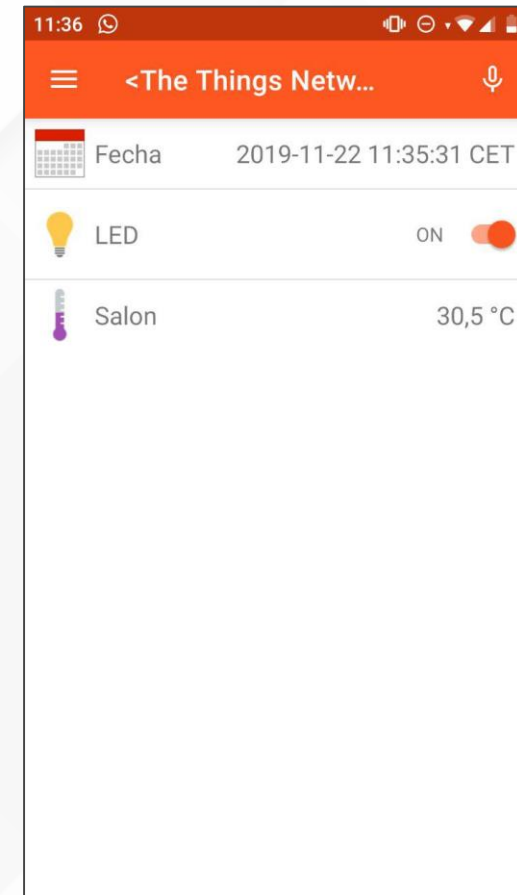 11:36
<The Things Netw...
Fecha 2019-11-22 11:35:31 CET
LED ON
Salon 30,5 °C